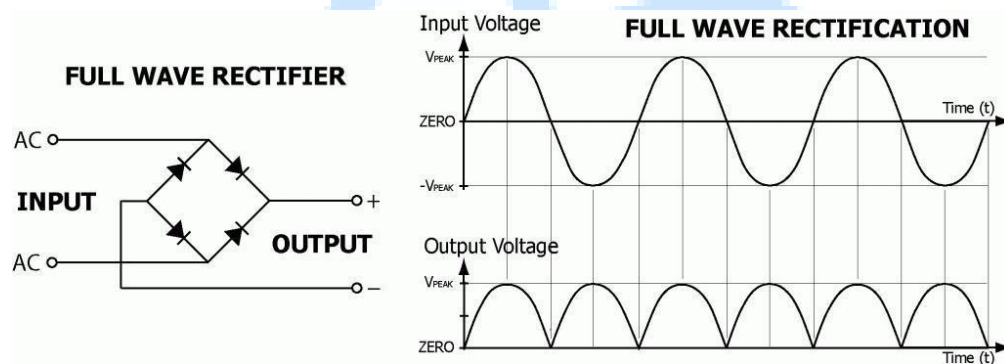 FULL WAVE RECTIFIER
AC
INPUT
+
OUTPUT
AC
−
Input Voltage
FULL WAVE RECTIFICATION
VPEAK
Time (t)
ZERO
-VPEAK
Output Voltage
VPEAK
ZERO
Time (t)